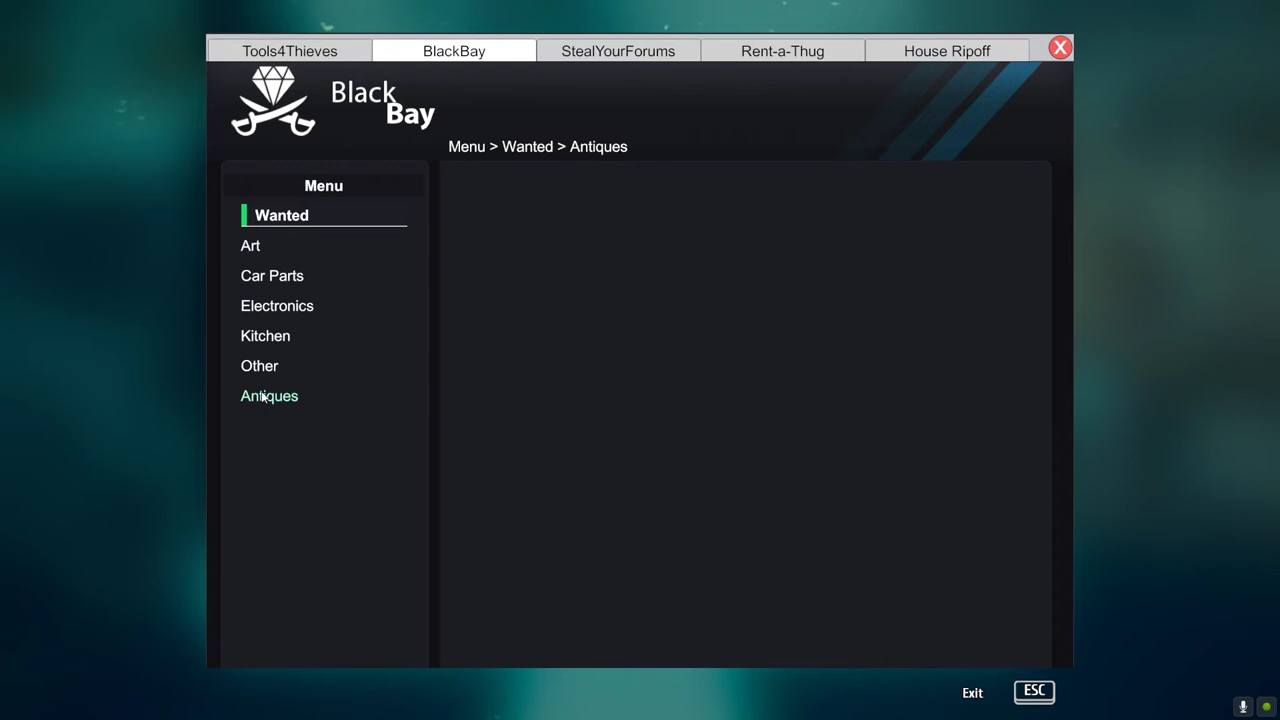 Tools4Thieves BlackBay StealYourForums Rent-a-Thug House Ripoff X
Black
Bay
Menu > Wanted > Antiques
Menu
Wanted
Art
Car Parts
Electronics
Kitchen
Other
Antiques
Exit ESC